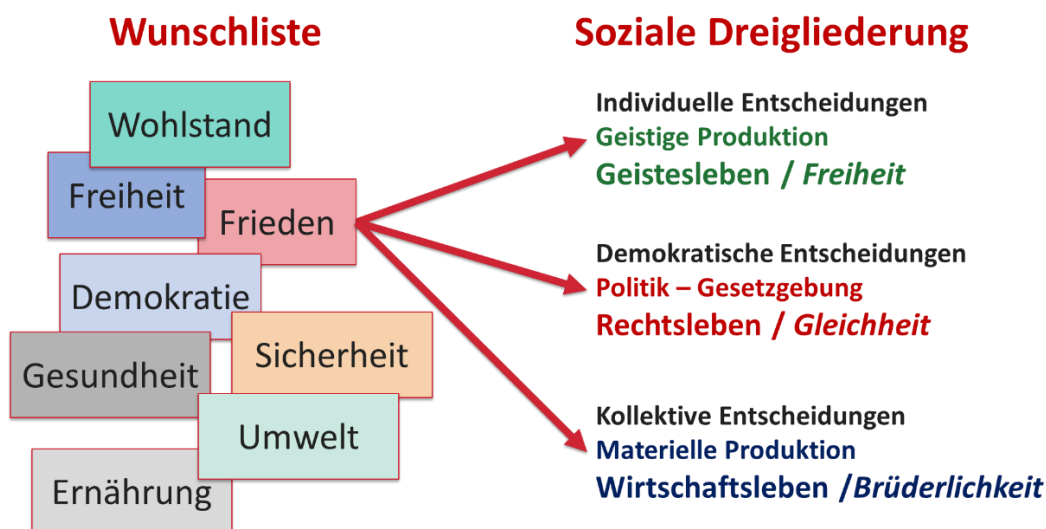 Wunschliste
Wohlstand
Freiheit
Frieden
Demokratie
Sicherheit
Gesundheit
Umwelt
Ernährung
Soziale Dreigliederung
Individuelle Entscheidungen
Geistige Produktion
Geistesleben / Freiheit
Demokratische Entscheidungen
Politik – Gesetzgebung
Rechtsleben / Gleichheit
Kollektive Entscheidungen
Materielle Produktion
Wirtschaftsleben /Brüderlichkeit